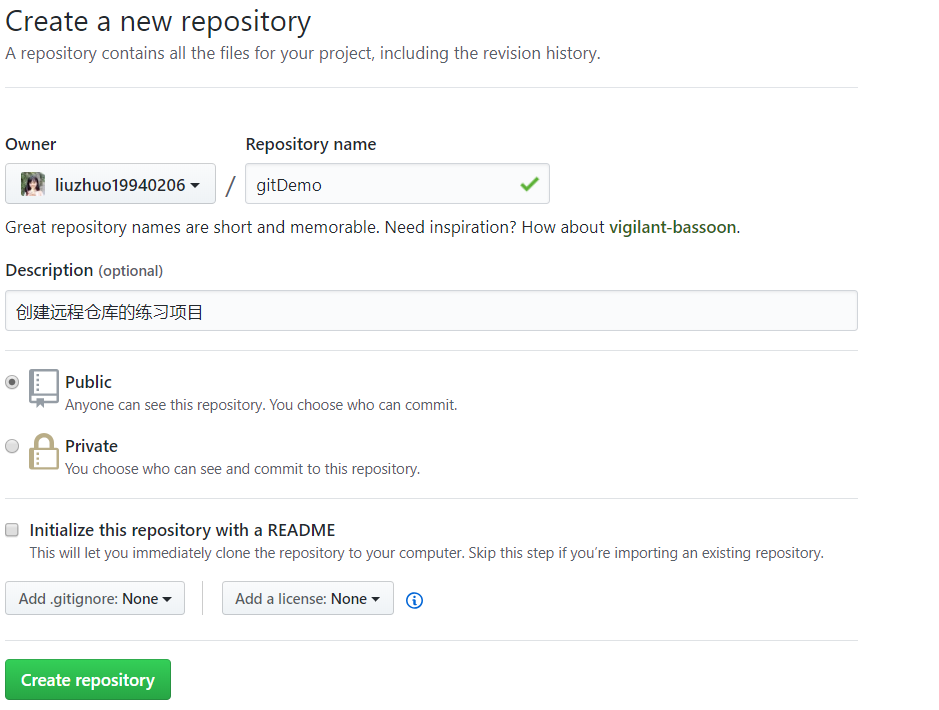 Create a new repository
A repository contains all the files for your project, including the revision history.
Owner
Repository name
liuzhuo19940206
/
gitDemo
Great repository names are short and memorable. Need inspiration? How about vigilant-bassoon.
Description (optional)
创建远程仓库的练习项目
Public
Anyone can see this repository. You choose who can commit.
Private
You choose who can see and commit to this repository.
Initialize this repository with a README
This will let you immediately clone the repository to your computer. Skip this step if you’re importing an existing repository.
Add .gitignore: None
Add a license: None
Create repository